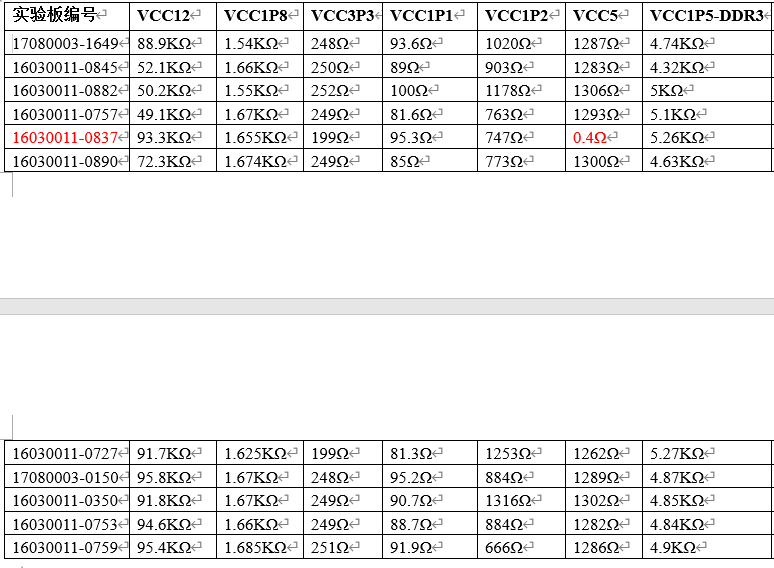 实验板编号 VCC12 VCC1P8 VCC3P3 VCC1P1 VCC1P2 VCC5 VCC1P5-DDR3
17080003-1649 88.9KΩ 1.54KΩ 248Ω 93.6Ω 1020Ω 1287Ω 4.74KΩ
16030011-0845 52.1KΩ 1.66KΩ 250Ω 89Ω 903Ω 1283Ω 4.32KΩ
16030011-0882 50.2KΩ 1.55KΩ 252Ω 100Ω 1178Ω 1306Ω 5KΩ
16030011-0757 49.1KΩ 1.67KΩ 249Ω 81.6Ω 763Ω 1293Ω 5.1KΩ
16030011-0837 93.3KΩ 1.655KΩ 199Ω 95.3Ω 747Ω 0.4Ω 5.26KΩ
16030011-0890 72.3KΩ 1.674KΩ 249Ω 85Ω 773Ω 1300Ω 4.63KΩ
16030011-0727 91.7KΩ 1.625KΩ 199Ω 81.3Ω 1253Ω 1262Ω 5.27KΩ
17080003-0150 95.8KΩ 1.67KΩ 248Ω 95.2Ω 884Ω 1289Ω 4.87KΩ
16030011-0350 91.8KΩ 1.67KΩ 249Ω 90.7Ω 1316Ω 1302Ω 4.85KΩ
16030011-0753 94.6KΩ 1.66KΩ 249Ω 88.7Ω 884Ω 1282Ω 4.84KΩ
16030011-0759 95.4KΩ 1.685KΩ 251Ω 91.9Ω 666Ω 1286Ω 4.9KΩ